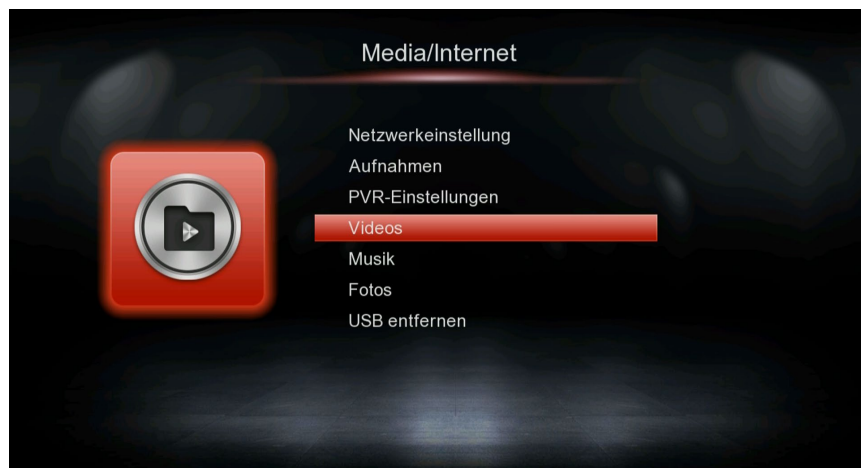 Media/Internet
Netzwerkeinstellung
Aufnahmen
PVR-Einstellungen
Videos
Musik
Fotos
USB entfernen